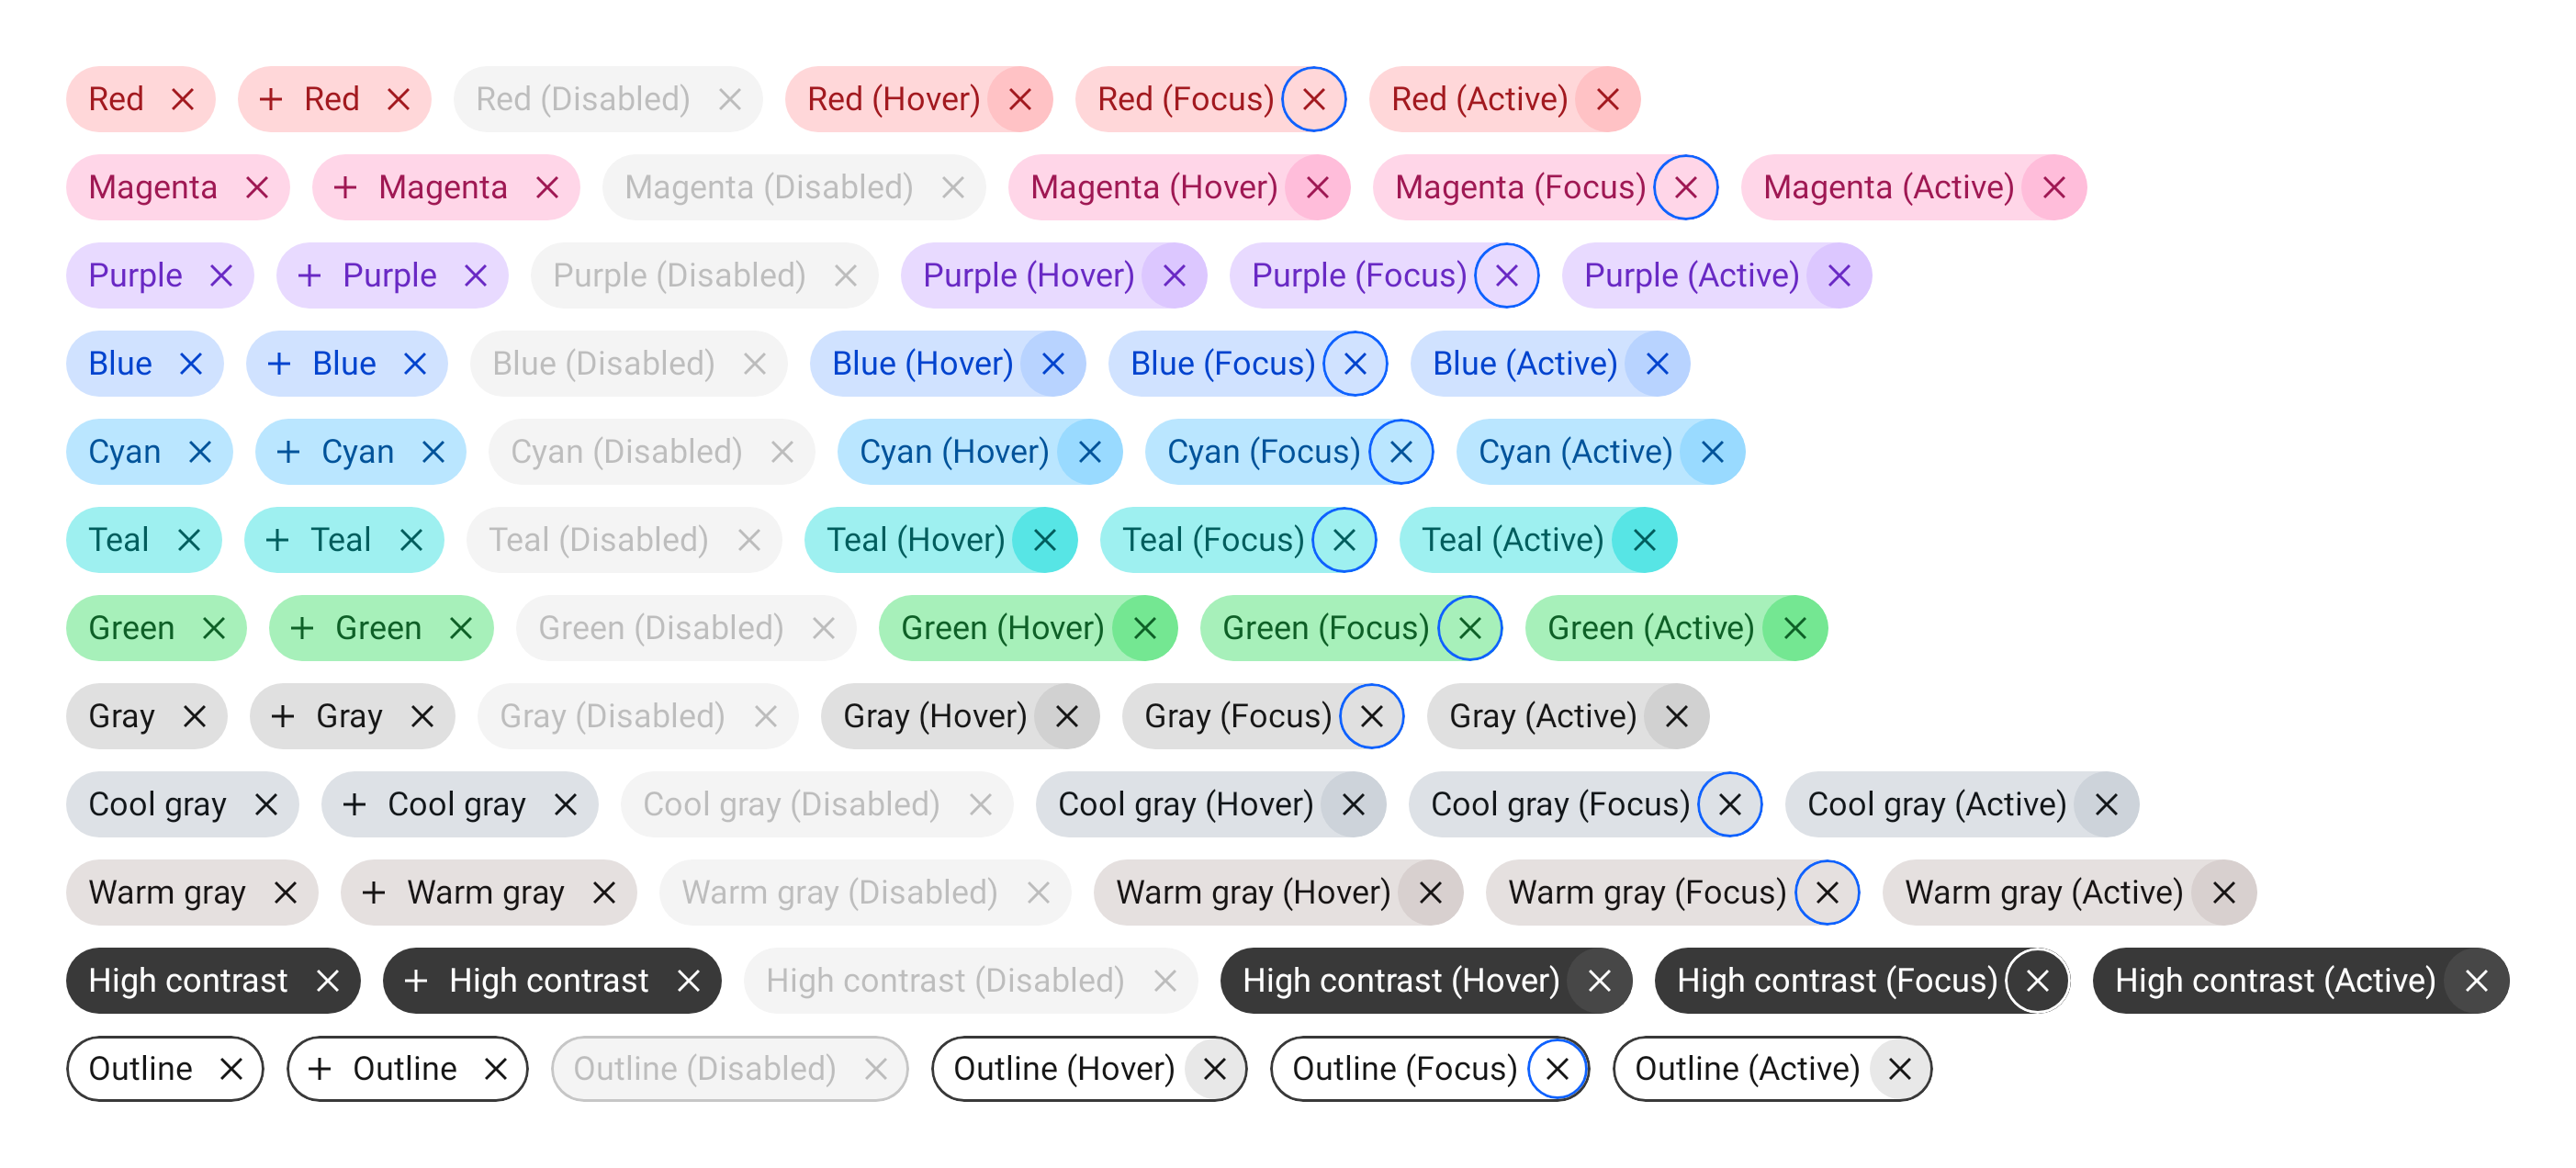 Red + Red Red (Disabled) Red (Hover) Red (Focus) Red (Active)
Magenta + Magenta Magenta (Disabled) Magenta (Hover) Magenta (Focus) Magenta (Active)
Purple + Purple Purple (Disabled) Purple (Hover) Purple (Focus) Purple (Active)
Blue + Blue Blue (Disabled) Blue (Hover) Blue (Focus) Blue (Active)
Cyan + Cyan Cyan (Disabled) Cyan (Hover) Cyan (Focus) Cyan (Active)
Teal + Teal Teal (Disabled) Teal (Hover) Teal (Focus) Teal (Active)
Green + Green Green (Disabled) Green (Hover) Green (Focus) Green (Active)
Gray + Gray Gray (Disabled) Gray (Hover) Gray (Focus) Gray (Active)
Cool gray + Cool gray Cool gray (Disabled) Cool gray (Hover) Cool gray (Focus) Cool gray (Active)
Warm gray + Warm gray Warm gray (Disabled) Warm gray (Hover) Warm gray (Focus) Warm gray (Active)
High contrast + High contrast High contrast (Disabled) High contrast (Hover) High contrast (Focus) High contrast (Active)
Outline + Outline Outline (Disabled) Outline (Hover) Outline (Focus) Outline (Active)